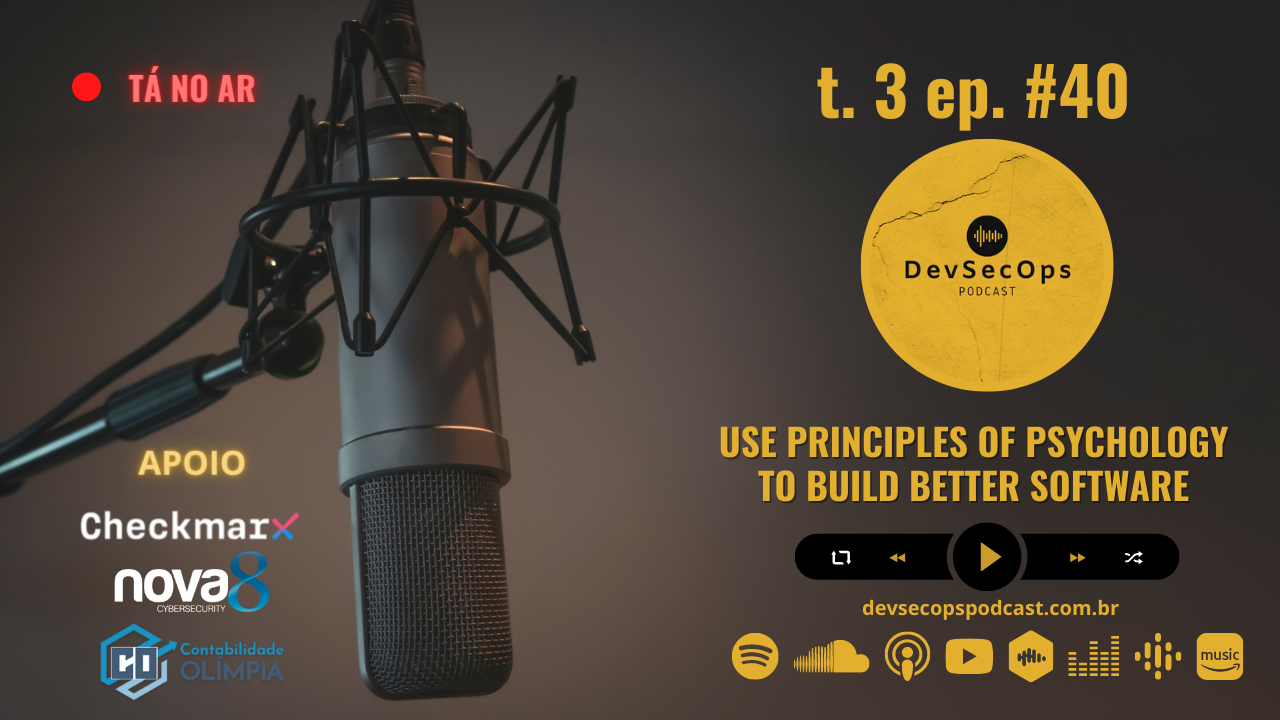 TÁ NO AR
t. 3 ep. #40
DevSecOps
PODCAST
USE PRINCIPLES OF PSYCHOLOGY
TO BUILD BETTER SOFTWARE
devsecopspodcast.com.br
music
APOIO
Checkmarx
nova8
CYBERSECURITY
CO
Contabilidade
OLÍMPIA